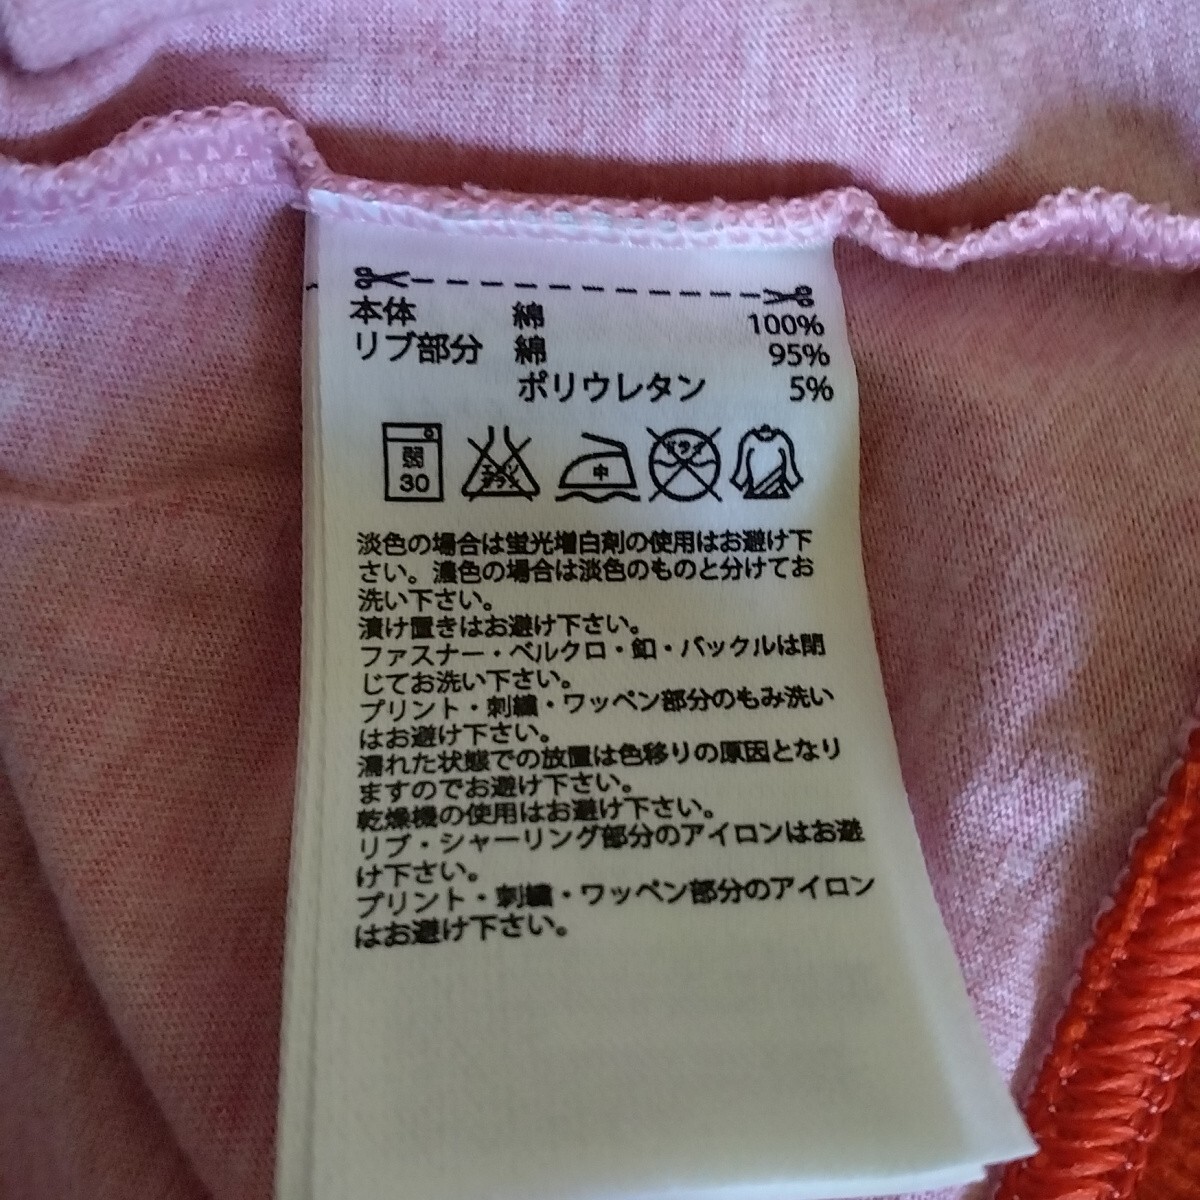 本体 綿 100%
リブ部分 綿 95%
ポリウレタン 5%
弱 30 エンソサラシ 中 ドライ
淡色の場合は蛍光増白剤の使用はお避け下
さい。濃色の場合は淡色のものと分けてお
洗い下さい。
漬け置きはお避け下さい。
ファスナー・ベルクロ・釦・バックルは閉
じてお洗い下さい。
プリント・刺繍・ワッペン部分のもみ洗い
はお避け下さい。
濡れた状態での放置は色移りの原因となり
ますのでお避け下さい。
乾燥機の使用はお避け下さい。
リブ・シャーリング部分のアイロンはお避
け下さい。
プリント・刺繍・ワッペン部分のアイロン
はお避け下さい。